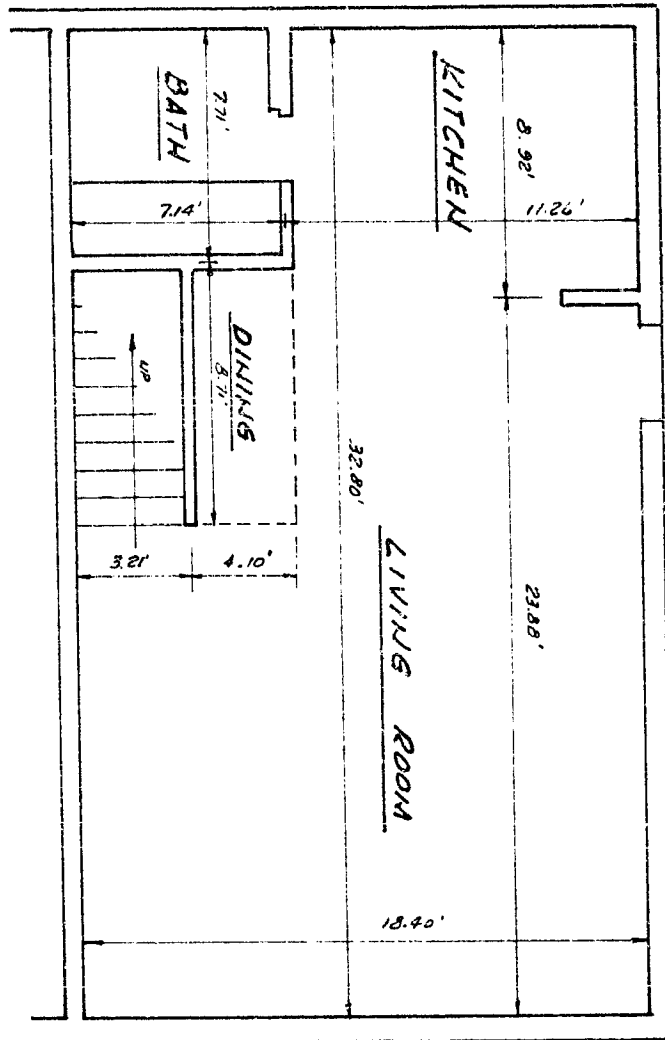 BATH
7.71'
KITCHEN
8.92'
7.14'
11.26'
DINING
8.71'
UP
32.80'
3.21'
4.10'
LIVING ROOM
23.88'
18.40'